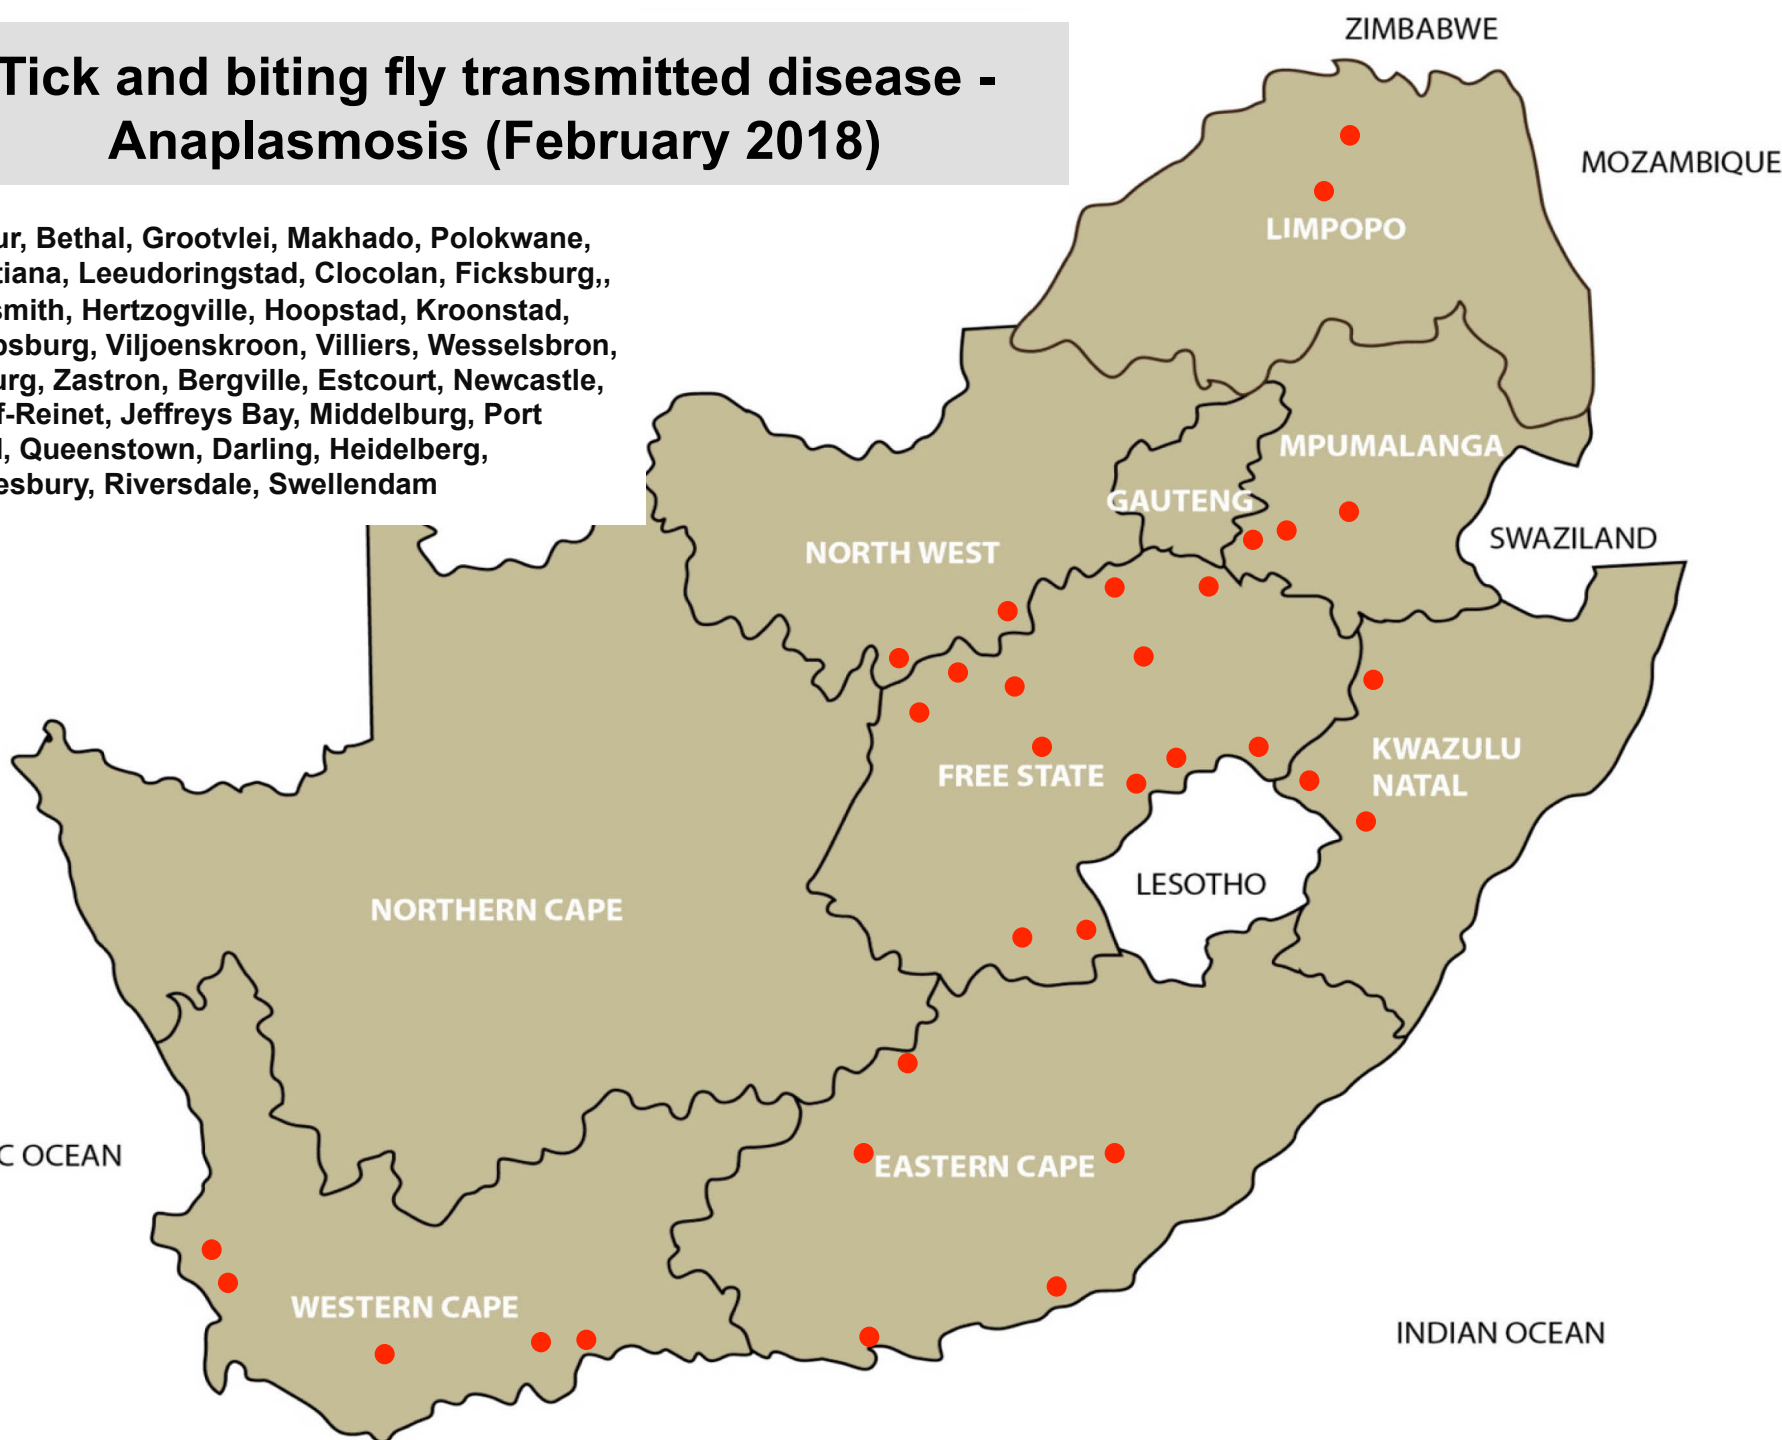 Tick and biting fly transmitted disease -
Anaplasmosis (February 2018)
ur, Bethal, Grootvlei, Makhado, Polokwane,
tiana, Leeudoringstad, Clocolan, Ficksburg,,
smith, Hertzogville, Hoopstad, Kroonstad,
psburg, Viljoenskroon, Villiers, Wesselsbron,
urg, Zastron, Bergville, Estcourt, Newcastle,
f-Reinet, Jeffreys Bay, Middelburg, Port
l, Queenstown, Darling, Heidelberg,
esbury, Riversdale, Swellendam
ZIMBABWE
MOZAMBIQUE
LIMPOPO
MPUMALANGA
GAUTENG
SWAZILAND
NORTH WEST
KWAZULU
NATAL
FREE STATE
LESOTHO
NORTHERN CAPE
C OCEAN
EASTERN CAPE
WESTERN CAPE
INDIAN OCEAN